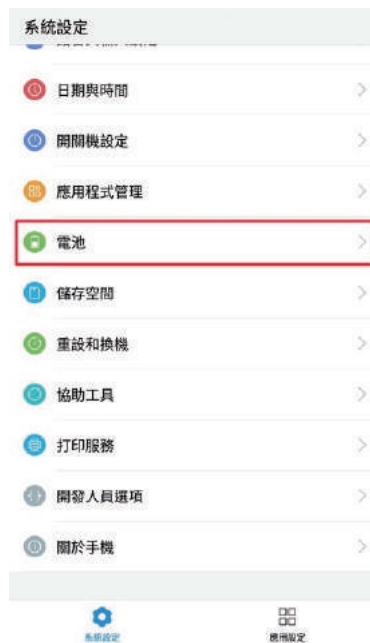 系統設定
日期與時間
開關機設定
應用程式管理
電池
儲存空間
重設和換機
協助工具
打印服務
開發人員選項
關於手機
系統設定
應用設定